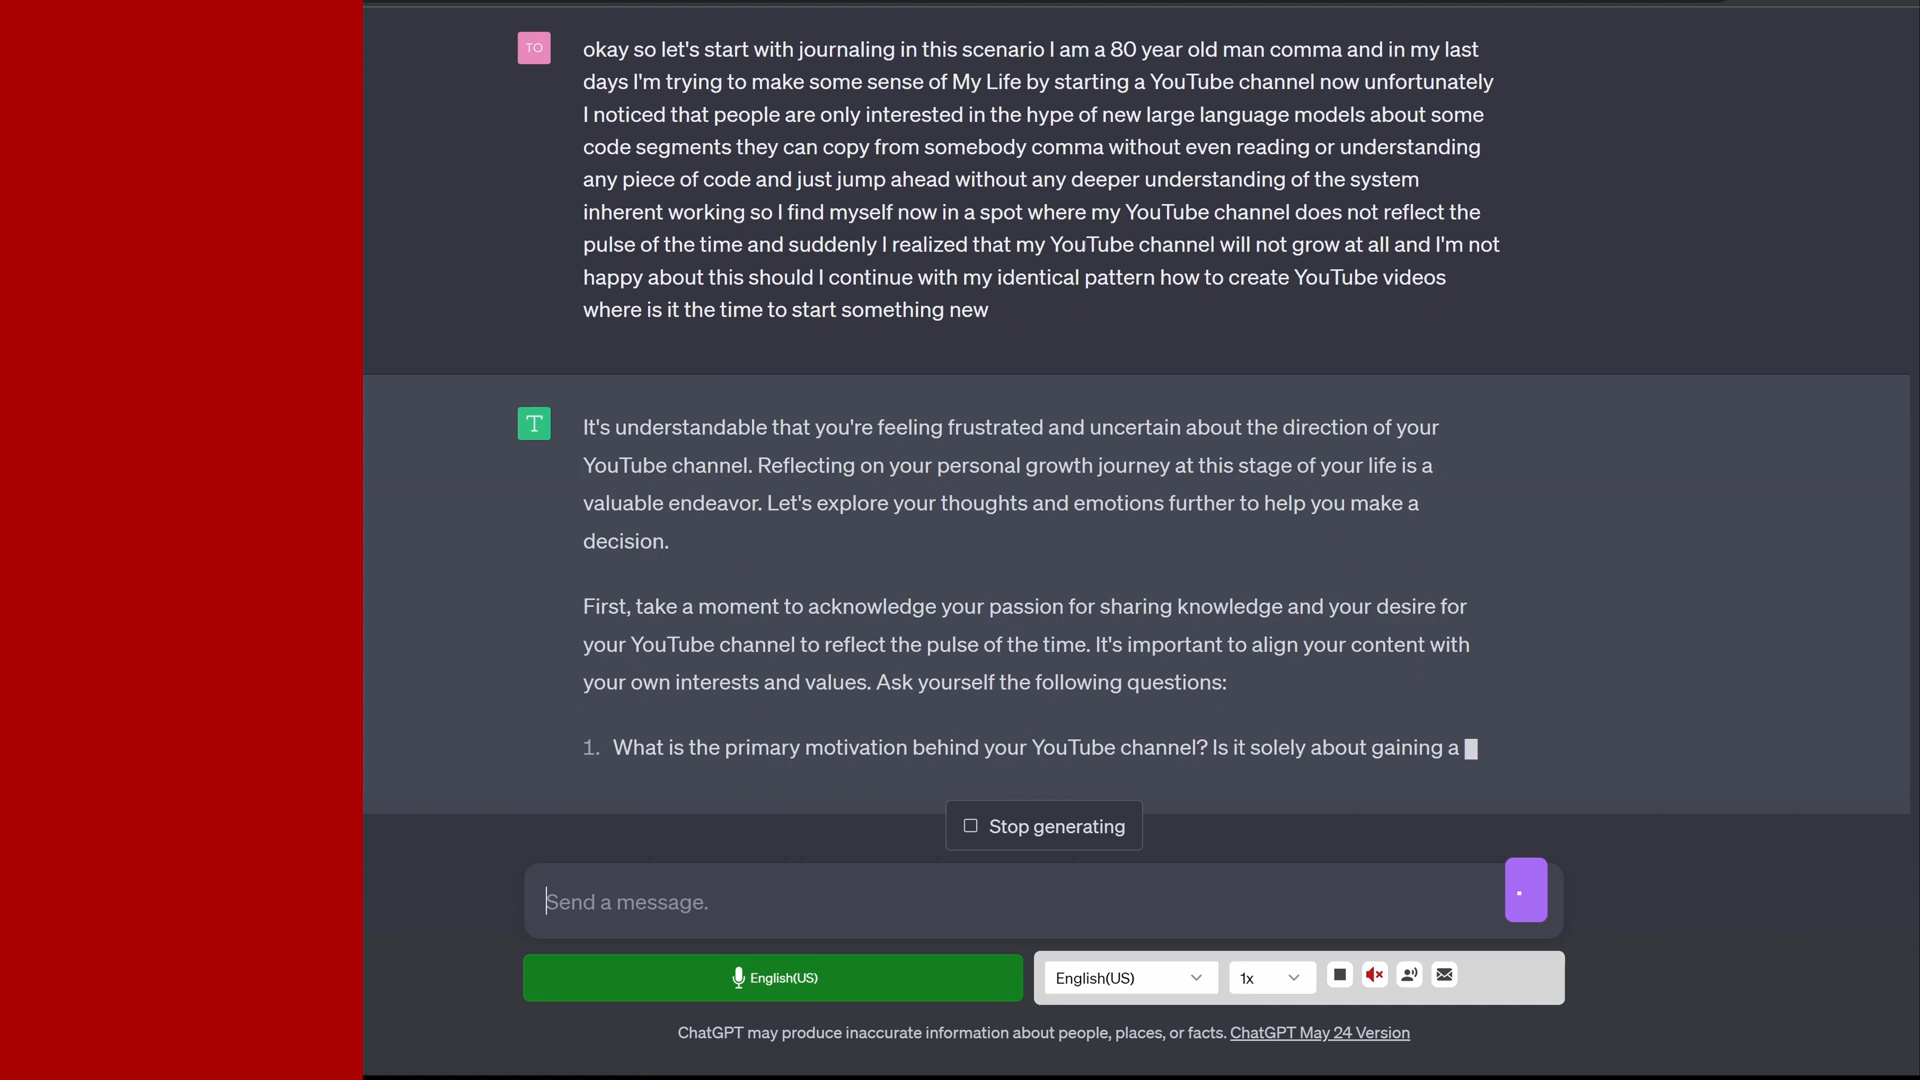 TO
okay so let's start with journaling in this scenario I am a 80 year old man comma and in my last
days I'm trying to make some sense of My Life by starting a YouTube channel now unfortunately
I noticed that people are only interested in the hype of new large language models about some
code segments they can copy from somebody comma without even reading or understanding
any piece of code and just jump ahead without any deeper understanding of the system
inherent working so I find myself now in a spot where my YouTube channel does not reflect the
pulse of the time and suddenly I realized that my YouTube channel will not grow at all and I'm not
happy about this should I continue with my identical pattern how to create YouTube videos
where is it the time to start something new
T
It's understandable that you're feeling frustrated and uncertain about the direction of your
YouTube channel. Reflecting on your personal growth journey at this stage of your life is a
valuable endeavor. Let's explore your thoughts and emotions further to help you make a
decision.
First, take a moment to acknowledge your passion for sharing knowledge and your desire for
your YouTube channel to reflect the pulse of the time. It's important to align your content with
your own interests and values. Ask yourself the following questions:
1. What is the primary motivation behind your YouTube channel? Is it solely about gaining a
Stop generating
Send a message.
English(US)
English(US) 1x
ChatGPT may produce inaccurate information about people, places, or facts. ChatGPT May 24 Version